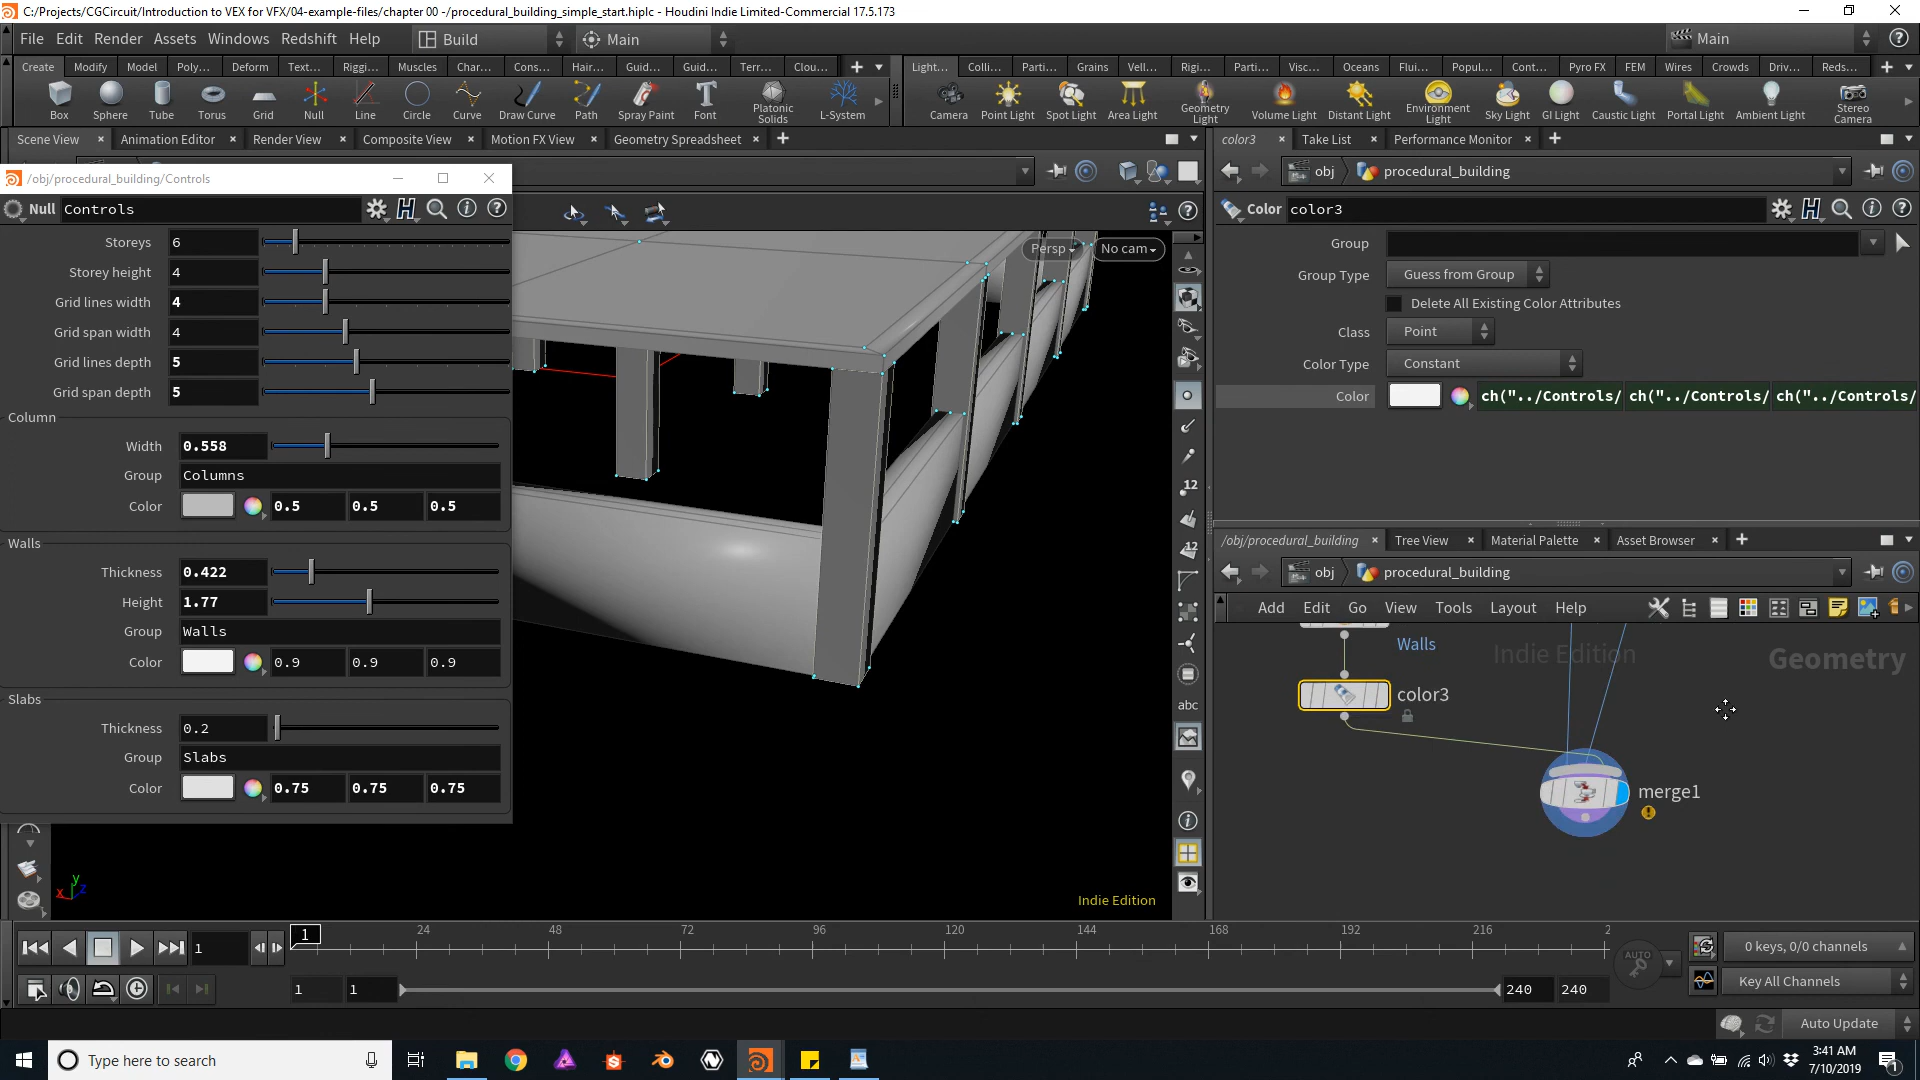 C:/Projects/CGCircuit/Introduction to VEX for VFX/04-example-files/chapter 00 -/procedural_building_simple_start.hiplc - Houdini Indie Limited-Commercial 17.5.173
File Edit Render Assets Windows Redshift Help Build Main Main
Create Modify Model Poly... Deform Text... Riggi... Muscles Char... Cons... Hair... Guid... Guid... Terr... Clou... Light... Colli... Parti... Grains Vell... Rigi... Parti... Visc... Oceans Flui... Popul... Cont... Pyro FX FEM Wires Crowds Driv... Reds...
Box Sphere Tube Torus Grid Null Line Circle Curve Draw Curve Path Spray Paint Font Platonic Solids L-System Camera Point Light Spot Light Area Light Geometry Light Volume Light Distant Light Environment Light Sky Light GI Light Caustic Light Portal Light Ambient Light Stereo Camera
Scene View Animation Editor Render View Composite View Motion FX View Geometry Spreadsheet color3 Take List Performance Monitor
obj procedural_building
/obj/procedural_building/Controls
Null Controls
Color color3
Storeys 6
Storey height 4
Grid lines width 4
Grid span width 4
Grid lines depth 5
Grid span depth 5
Column
Width 0.558
Group Columns
Color 0.5 0.5 0.5
Walls
Thickness 0.422
Height 1.77
Group Walls
Color 0.9 0.9 0.9
Slabs
Thickness 0.2
Group Slabs
Color 0.75 0.75 0.75
Persp No cam
12
12
abc
y
x z
Indie Edition
Group
Group Type Guess from Group
Delete All Existing Color Attributes
Class Point
Color Type Constant
Color ch("../Controls/ ch("../Controls/ ch("../Controls/
/obj/procedural_building Tree View Material Palette Asset Browser
obj procedural_building
Add Edit Go View Tools Layout Help
Walls Indie Edition Geometry
color3
merge1
1 1 24 48 72 96 120 144 168 192 216 2
AUTO
0 keys, 0/0 channels
1 1 240 240 Key All Channels
Auto Update
Type here to search
3:41 AM
7/10/2019
1